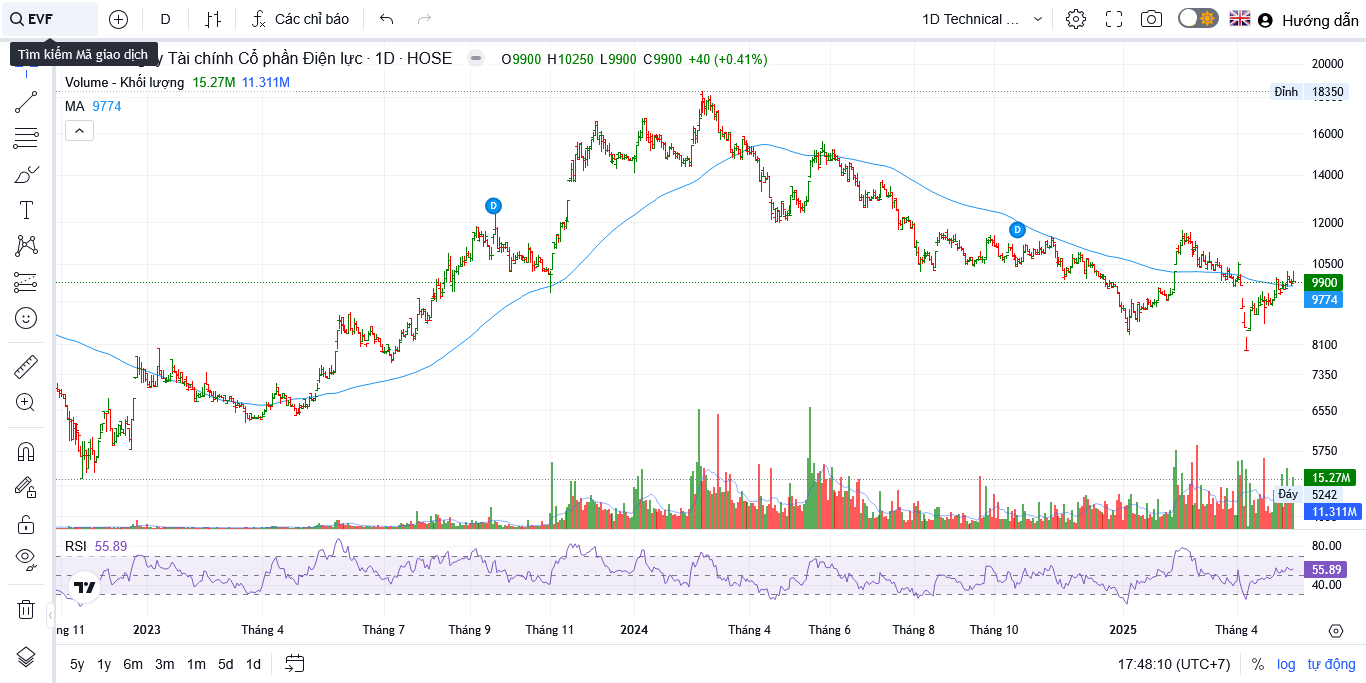 EVF
D
Các chỉ báo
1D Technical ...
Hướng dẫn
Tìm kiếm Mã giao dịch
Tài chính Cổ phần Điện lực · 1D · HOSE
O9900 H10250 L9900 C9900 +40 (+0.41%)
Volume - Khối lượng 15.27M 11.311M
MA 9774
20000
Đỉnh 18350
16000
14000
12000
10500
9900
9774
8100
7350
6550
5750
15.27M
Đáy 5242
11.311M
D
D
RSI 55.89
80.00
55.89
40.00
ng 11 2023 Tháng 4 Tháng 7 Tháng 9 Tháng 11 2024 Tháng 4 Tháng 6 Tháng 8 Tháng 10 2025 Tháng 4
5y 1y 6m 3m 1m 5d 1d
17:48:10 (UTC+7) % log tự động